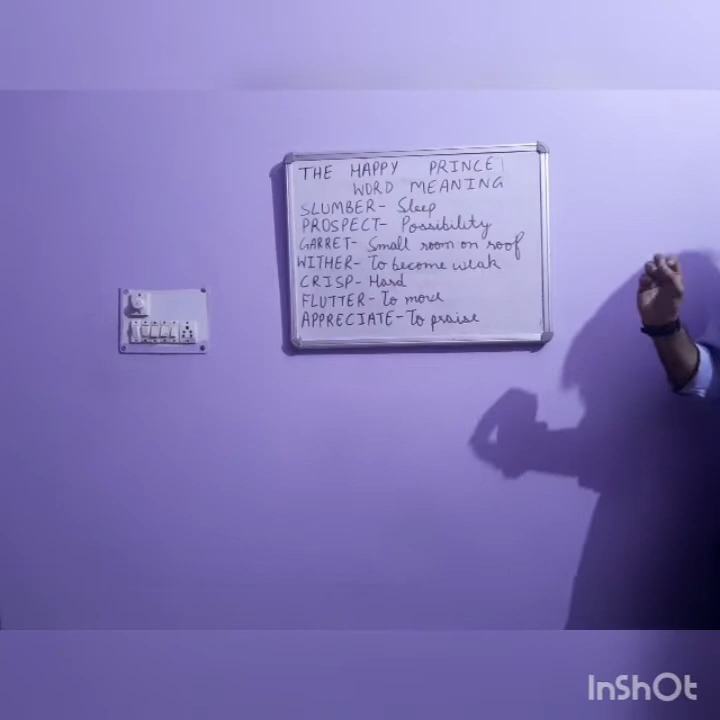 THE HAPPY PRINCE
WORD MEANING
SLUMBER- Sleep
PROSPECT- Possibility
GARRET- Small room on roof
WITHER- To become weak
CRISP- Hard
FLUTTER- To move
APPRECIATE- To praise
InShOt